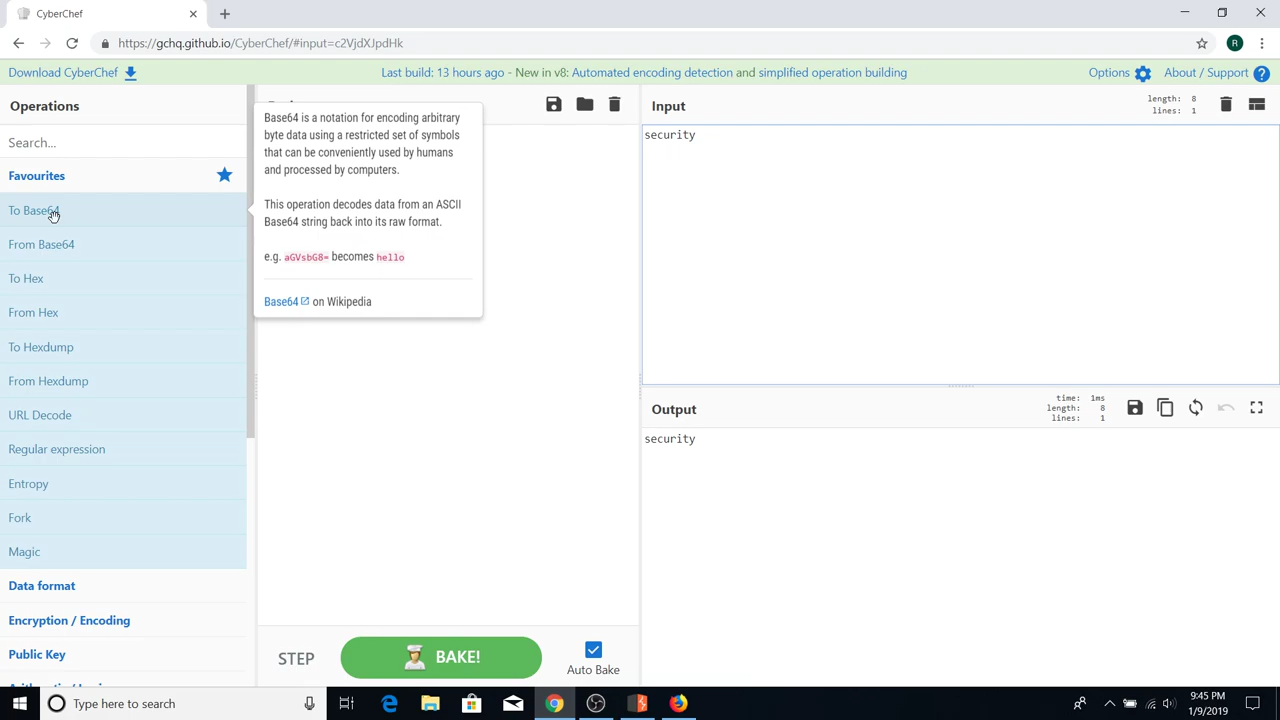 CyberChef
https://gchq.github.io/CyberChef/#input=c2VjdXJpdHk
R
Download CyberChef
Last build: 13 hours ago - New in v8: Automated encoding detection and simplified operation building
Options
About / Support
Operations
Search...
Favourites
To Base64
From Base64
To Hex
From Hex
To Hexdump
From Hexdump
URL Decode
Regular expression
Entropy
Fork
Magic
Data format
Encryption / Encoding
Public Key
Base64 is a notation for encoding arbitrary
byte data using a restricted set of symbols
that can be conveniently used by humans
and processed by computers.
This operation decodes data from an ASCII
Base64 string back into its raw format.
e.g. aGVsbG8= becomes hello
Base64 on Wikipedia
STEP
BAKE!
Auto Bake
Input
length: 8
lines: 1
security
Output
time: 1ms
length: 8
lines: 1
security
Type here to search
9:45 PM
1/9/2019